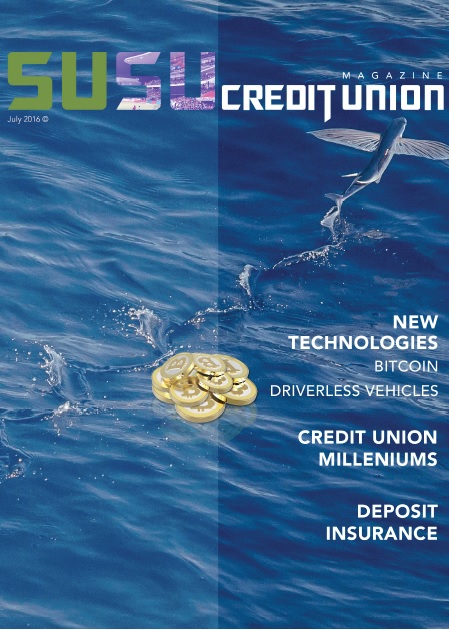 MAGAZINE
SUSU CREDIT UNION
July 2016 ©
NEW
TECHNOLOGIES
BITCOIN
DRIVERLESS VEHICLES
CREDIT UNION
MILLENIUMS
DEPOSIT
INSURANCE